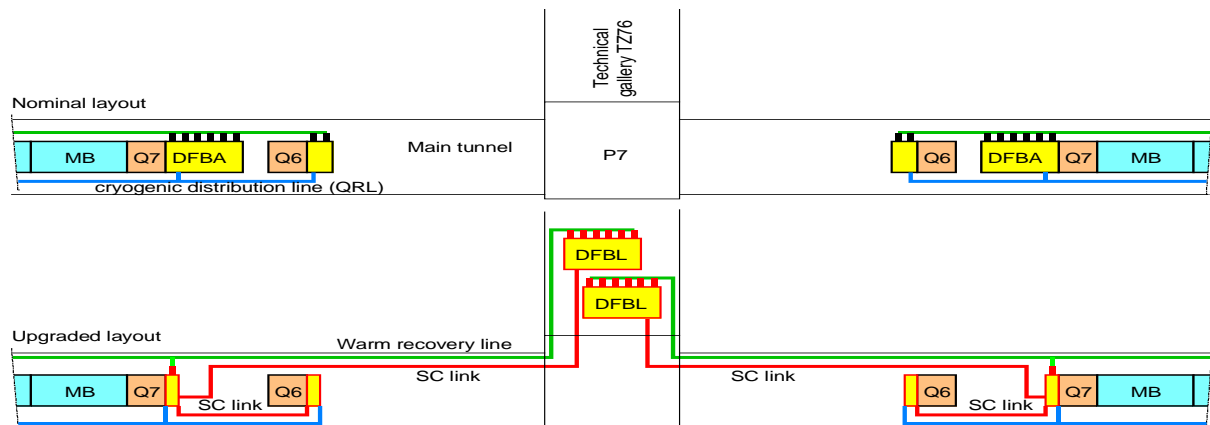 Technical
gallery TZ76
Nominal layout
MB Q7 DFBA Q6 Main tunnel P7 Q6 DFBA Q7 MB
cryogenic distribution line (QRL)
DFBL
DFBL
Upgraded layout
Warm recovery line
SC link SC link
MB Q7 Q6 Q6 Q7 MB
SC link SC link